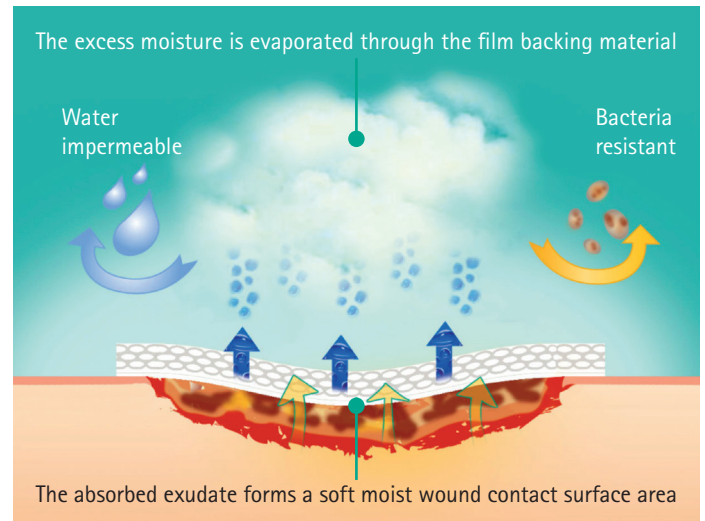 The excess moisture is evaporated through the film backing material
Water
impermeable
Bacteria
resistant
The absorbed exudate forms a soft moist wound contact surface area